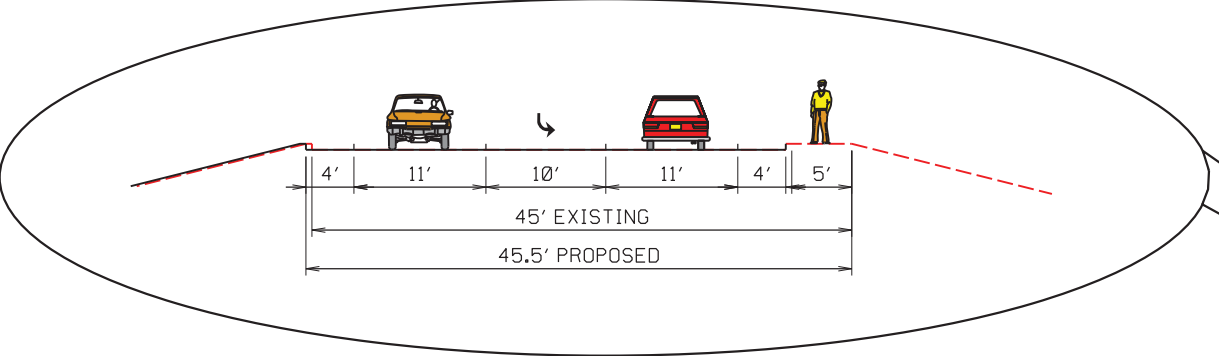 4' 11' 10' 11' 4' 5'
45' EXISTING
45.5' PROPOSED